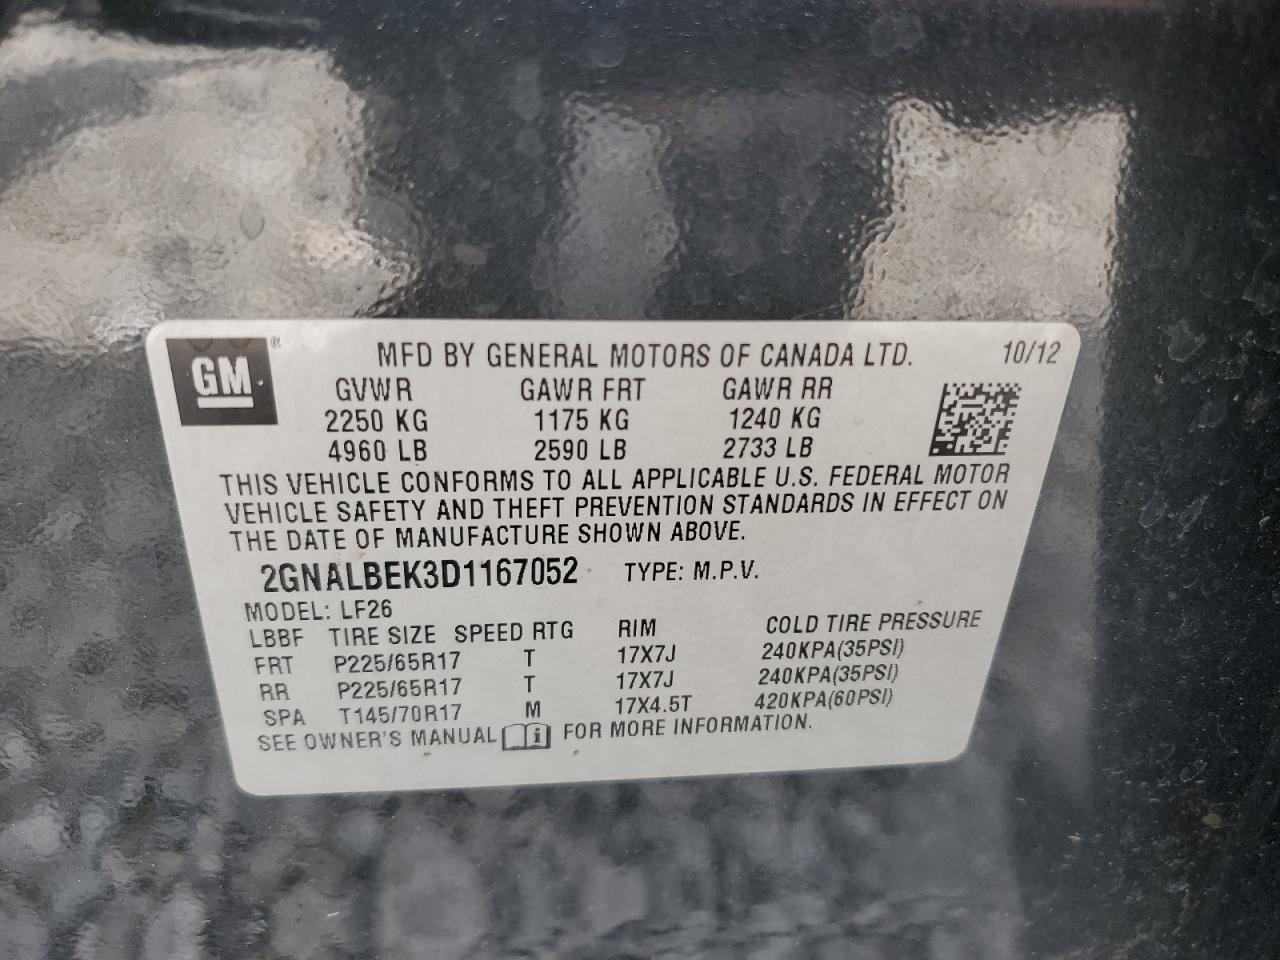 GM ®
MFD BY GENERAL MOTORS OF CANADA LTD. 10/12
GVWR GAWR FRT GAWR RR
2250 KG 1175 KG 1240 KG
4960 LB 2590 LB 2733 LB
THIS VEHICLE CONFORMS TO ALL APPLICABLE U.S. FEDERAL MOTOR
VEHICLE SAFETY AND THEFT PREVENTION STANDARDS IN EFFECT ON
THE DATE OF MANUFACTURE SHOWN ABOVE.
2GNALBEK3D1167052 TYPE: M.P.V.
MODEL: LF26
LBBF TIRE SIZE SPEED RTG RIM COLD TIRE PRESSURE
FRT P225/65R17 T 17X7J 240KPA(35PSI)
RR P225/65R17 T 17X7J 240KPA(35PSI)
SPA T145/70R17 M 17X4.5T 420KPA(60PSI)
SEE OWNER'S MANUAL i FOR MORE INFORMATION.